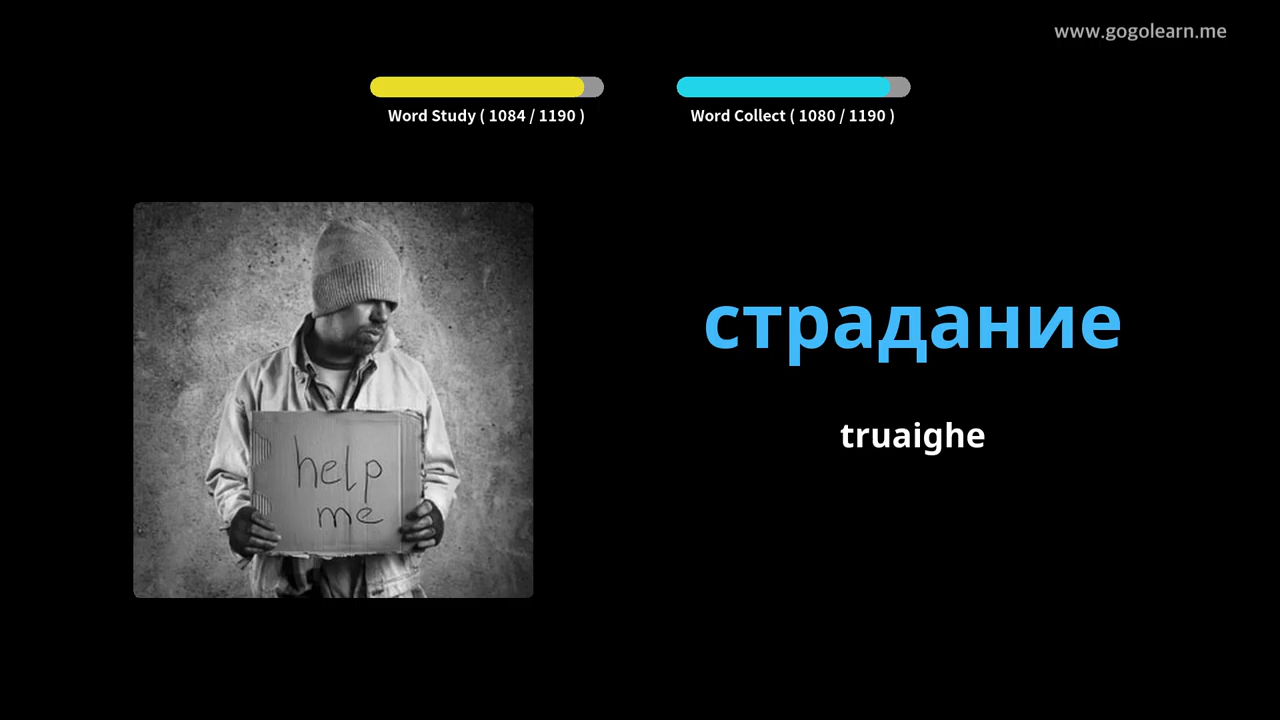 www.gogolearn.me
Word Study ( 1084 / 1190 )
Word Collect ( 1080 / 1190 )
help
me
страдание
truaighe